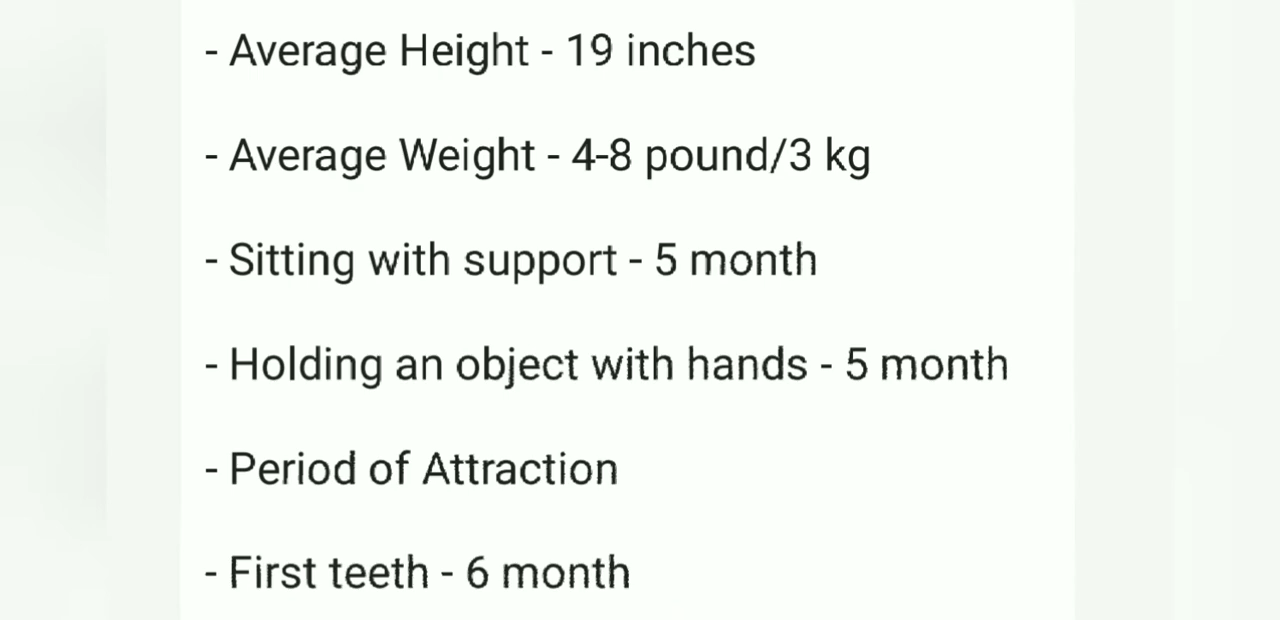 - Average Height - 19 inches
- Average Weight - 4-8 pound/3 kg
- Sitting with support - 5 month
- Holding an object with hands - 5 month
- Period of Attraction
- First teeth - 6 month